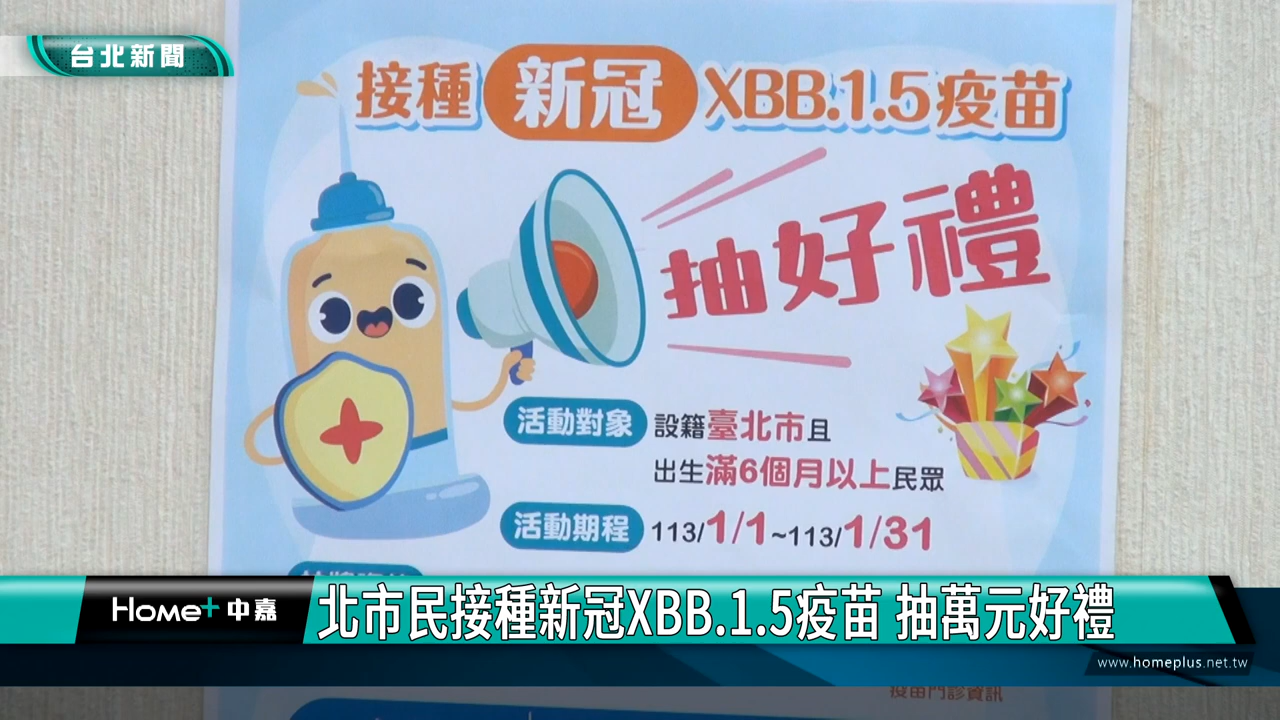 台北新聞
接種 新冠 XBB.1.5疫苗
抽好禮
活動對象 設籍臺北市且
出生滿6個月以上民眾
活動期程 113/1/1~113/1/31
Home+中嘉 北市民接種新冠XBB.1.5疫苗 抽萬元好禮
www.homeplus.net.tw
疫苗門診資訊